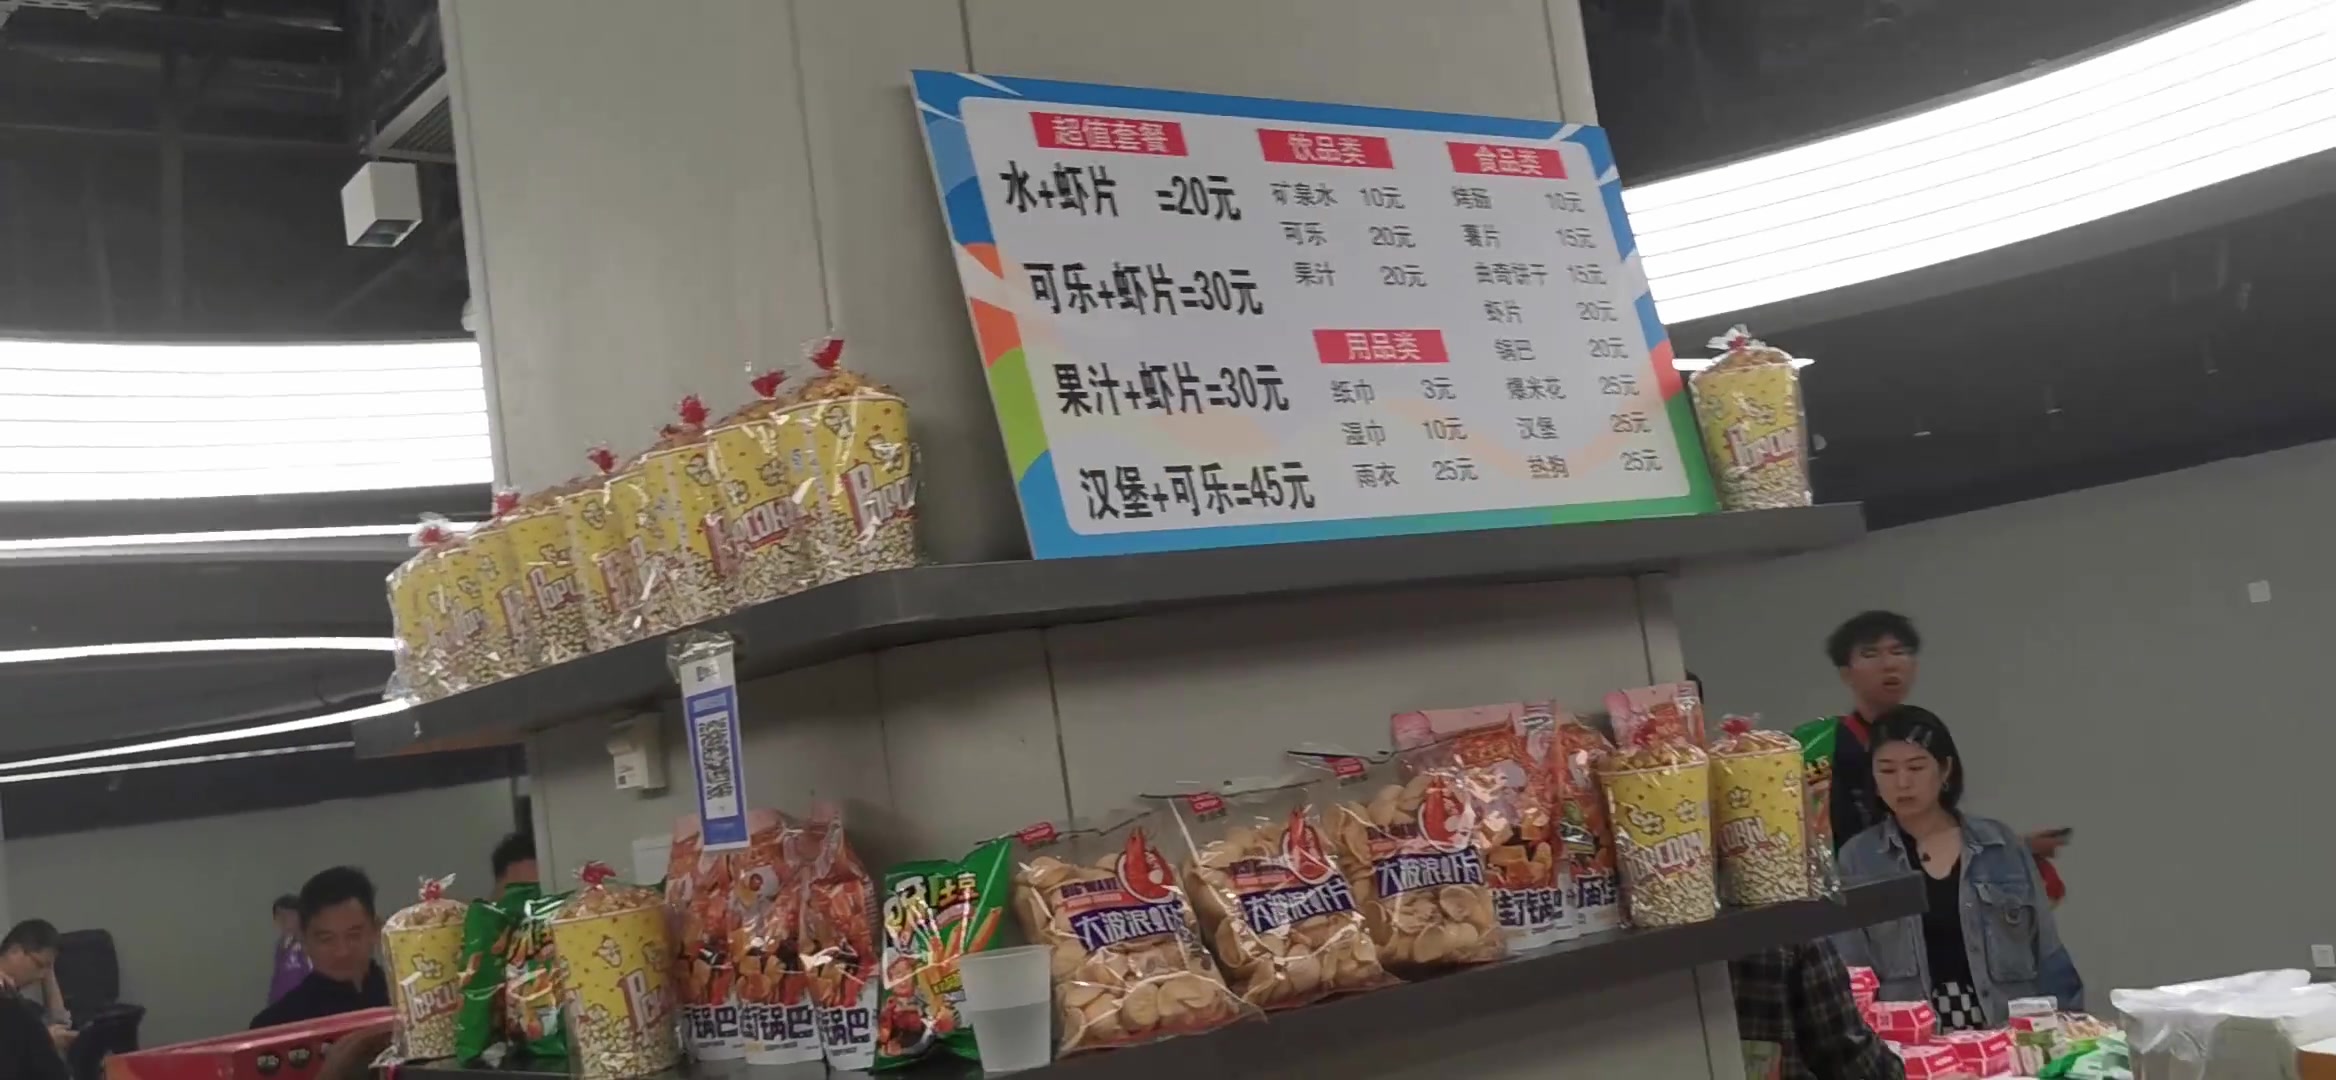 超值套餐
水+虾片 =20元
可乐+虾片=30元
果汁+虾片=30元
汉堡+可乐=45元
饮品类
矿泉水 10元
可乐 20元
果汁 20元
用品类
纸巾 3元
湿巾 10元
雨衣 25元
食品类
烤肠 10元
薯片 15元
曲奇饼干 15元
虾片 20元
锅巴 20元
爆米花 25元
汉堡 25元
热狗 25元
POPCORN
BIG WAVE
大波浪虾片
大波浪虾片
大波浪虾片
锅巴
锅巴
锅巴
锅巴
POPCORN